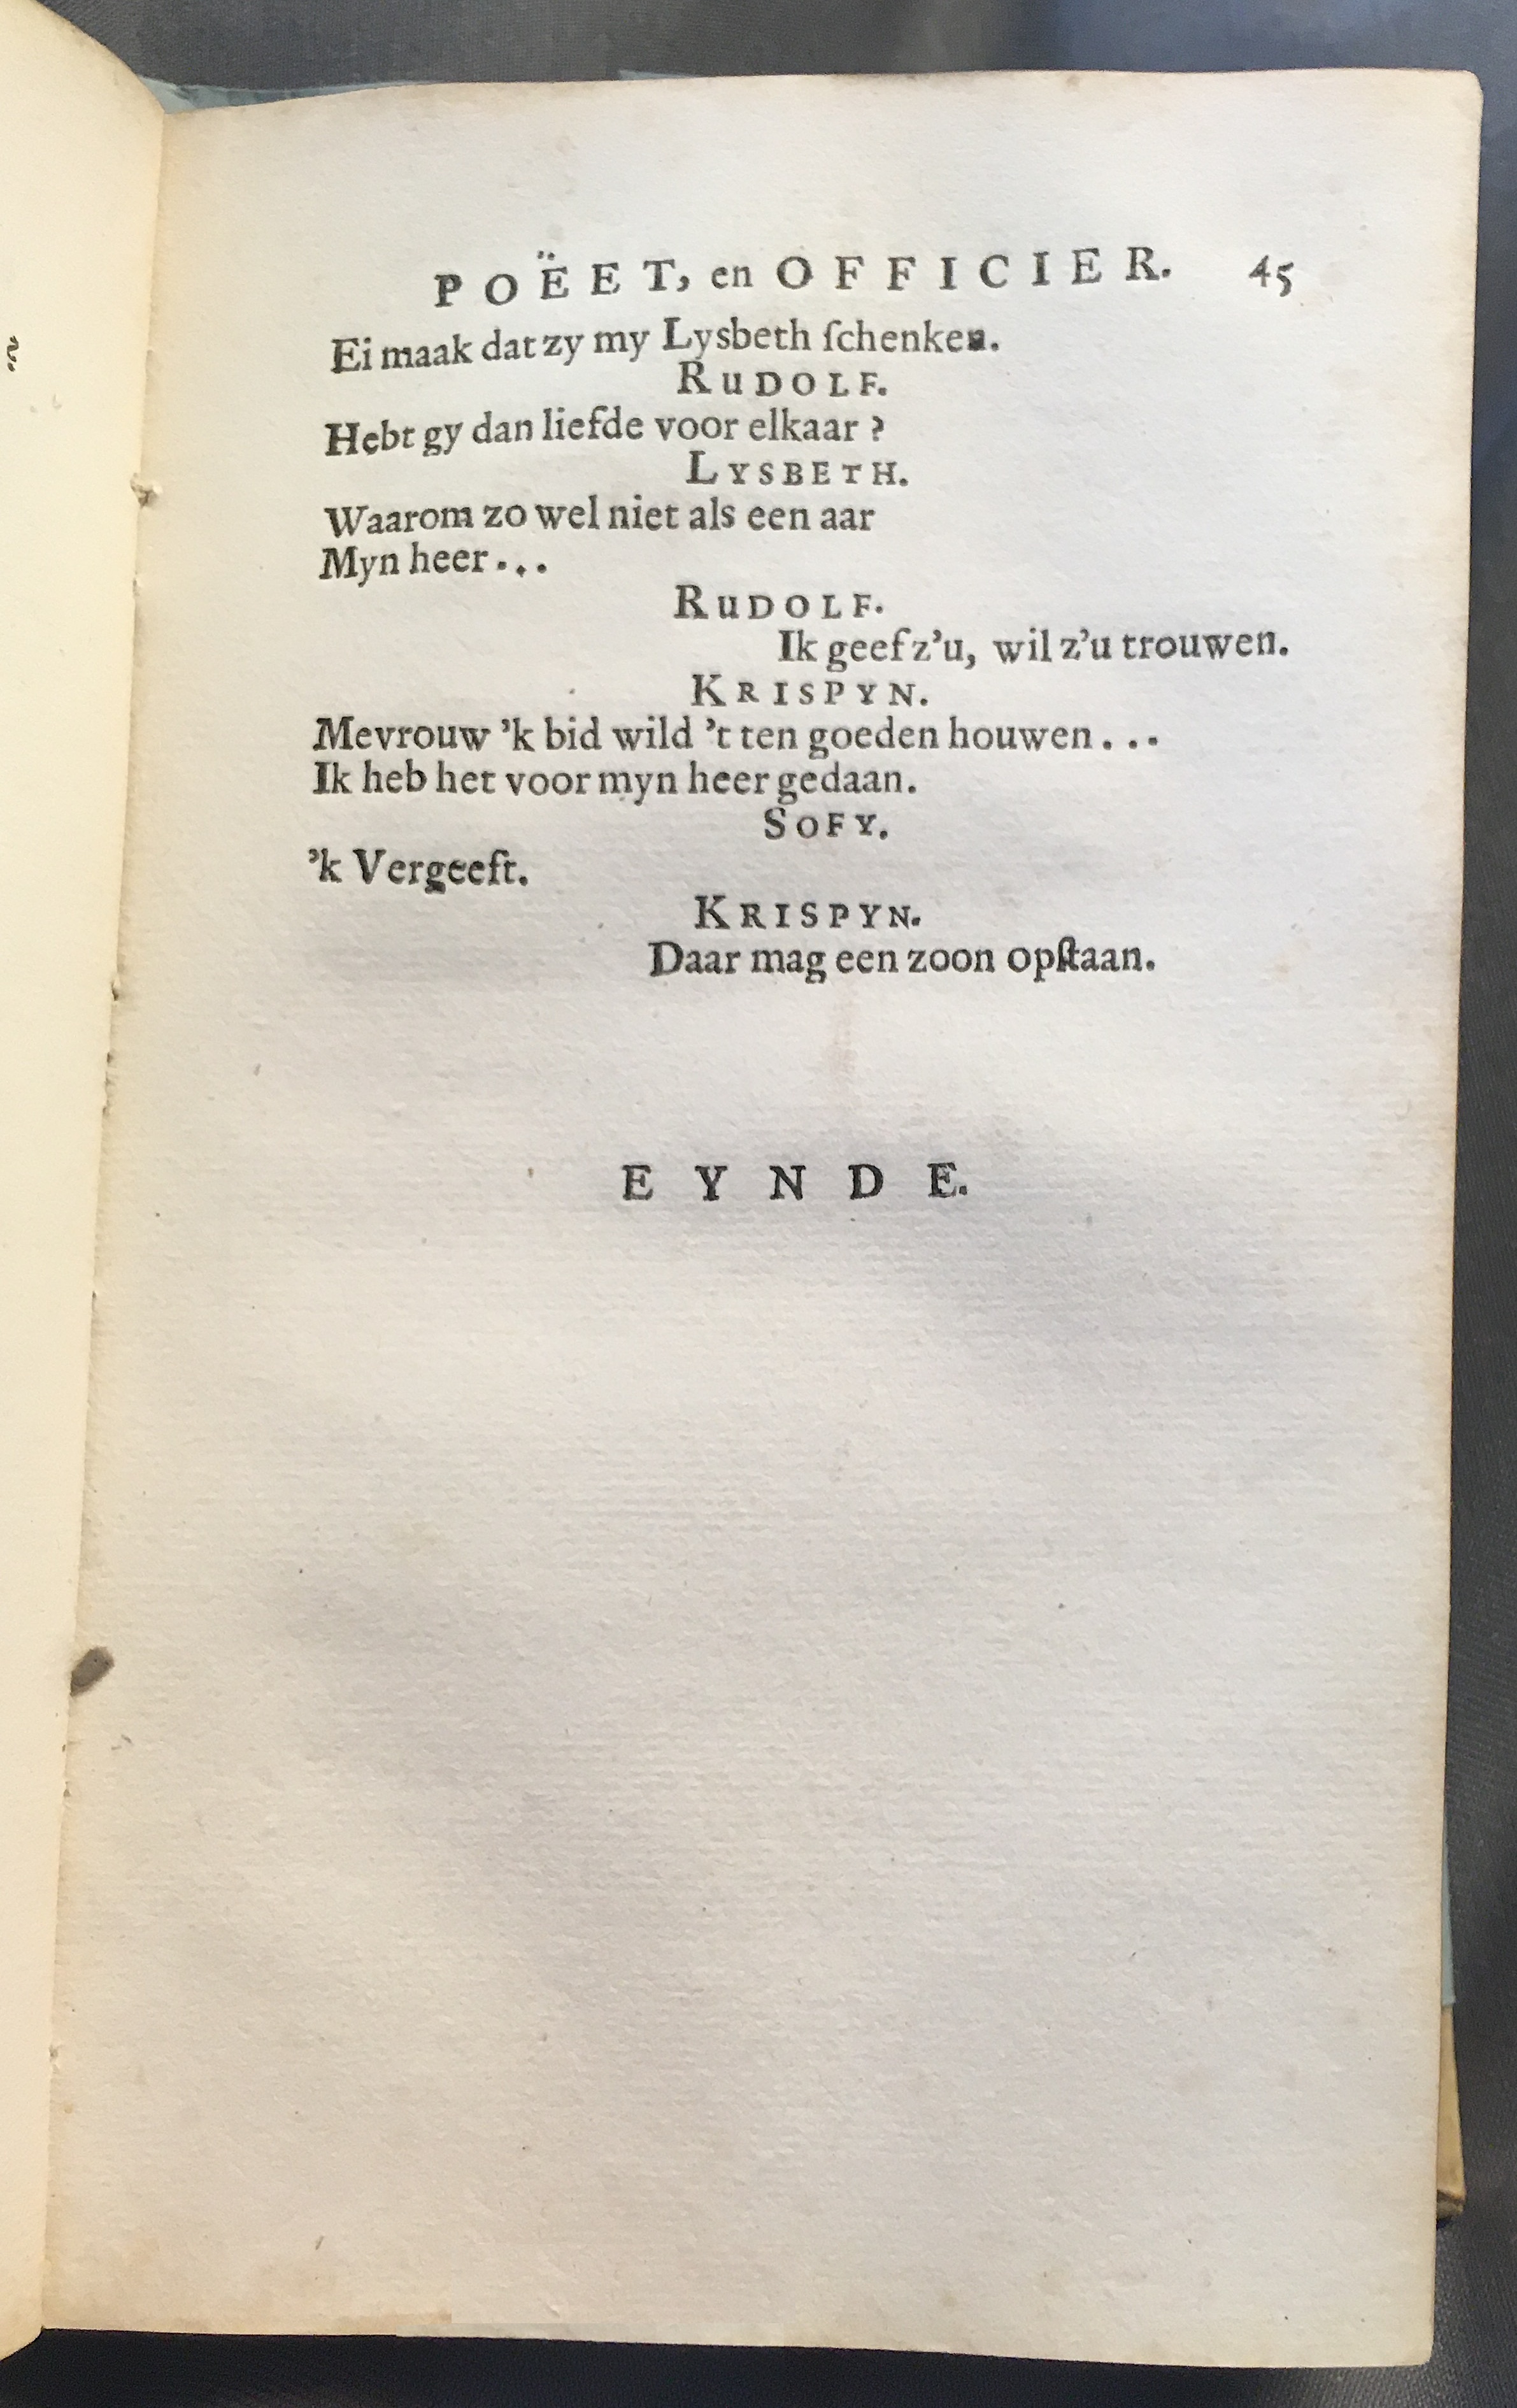 POËET, en OFFICIER. 45
Ei maak dat zy my Lysbeth ſchenken.
RUDOLF.
Hebt gy dan liefde voor elkaar?
LYSBETH.
Waarom zo wel niet als een aar
Myn heer...
RUDOLF.
Ik geef z'u, wil z'u trouwen.
KRISPYN.
Mevrouw 'k bid wild 't ten goeden houwen...
Ik heb het voor myn heer gedaan.
SOFY.
'k Vergeeft.
KRISPYN.
Daar mag een zoon opſtaan.
EYNDE.